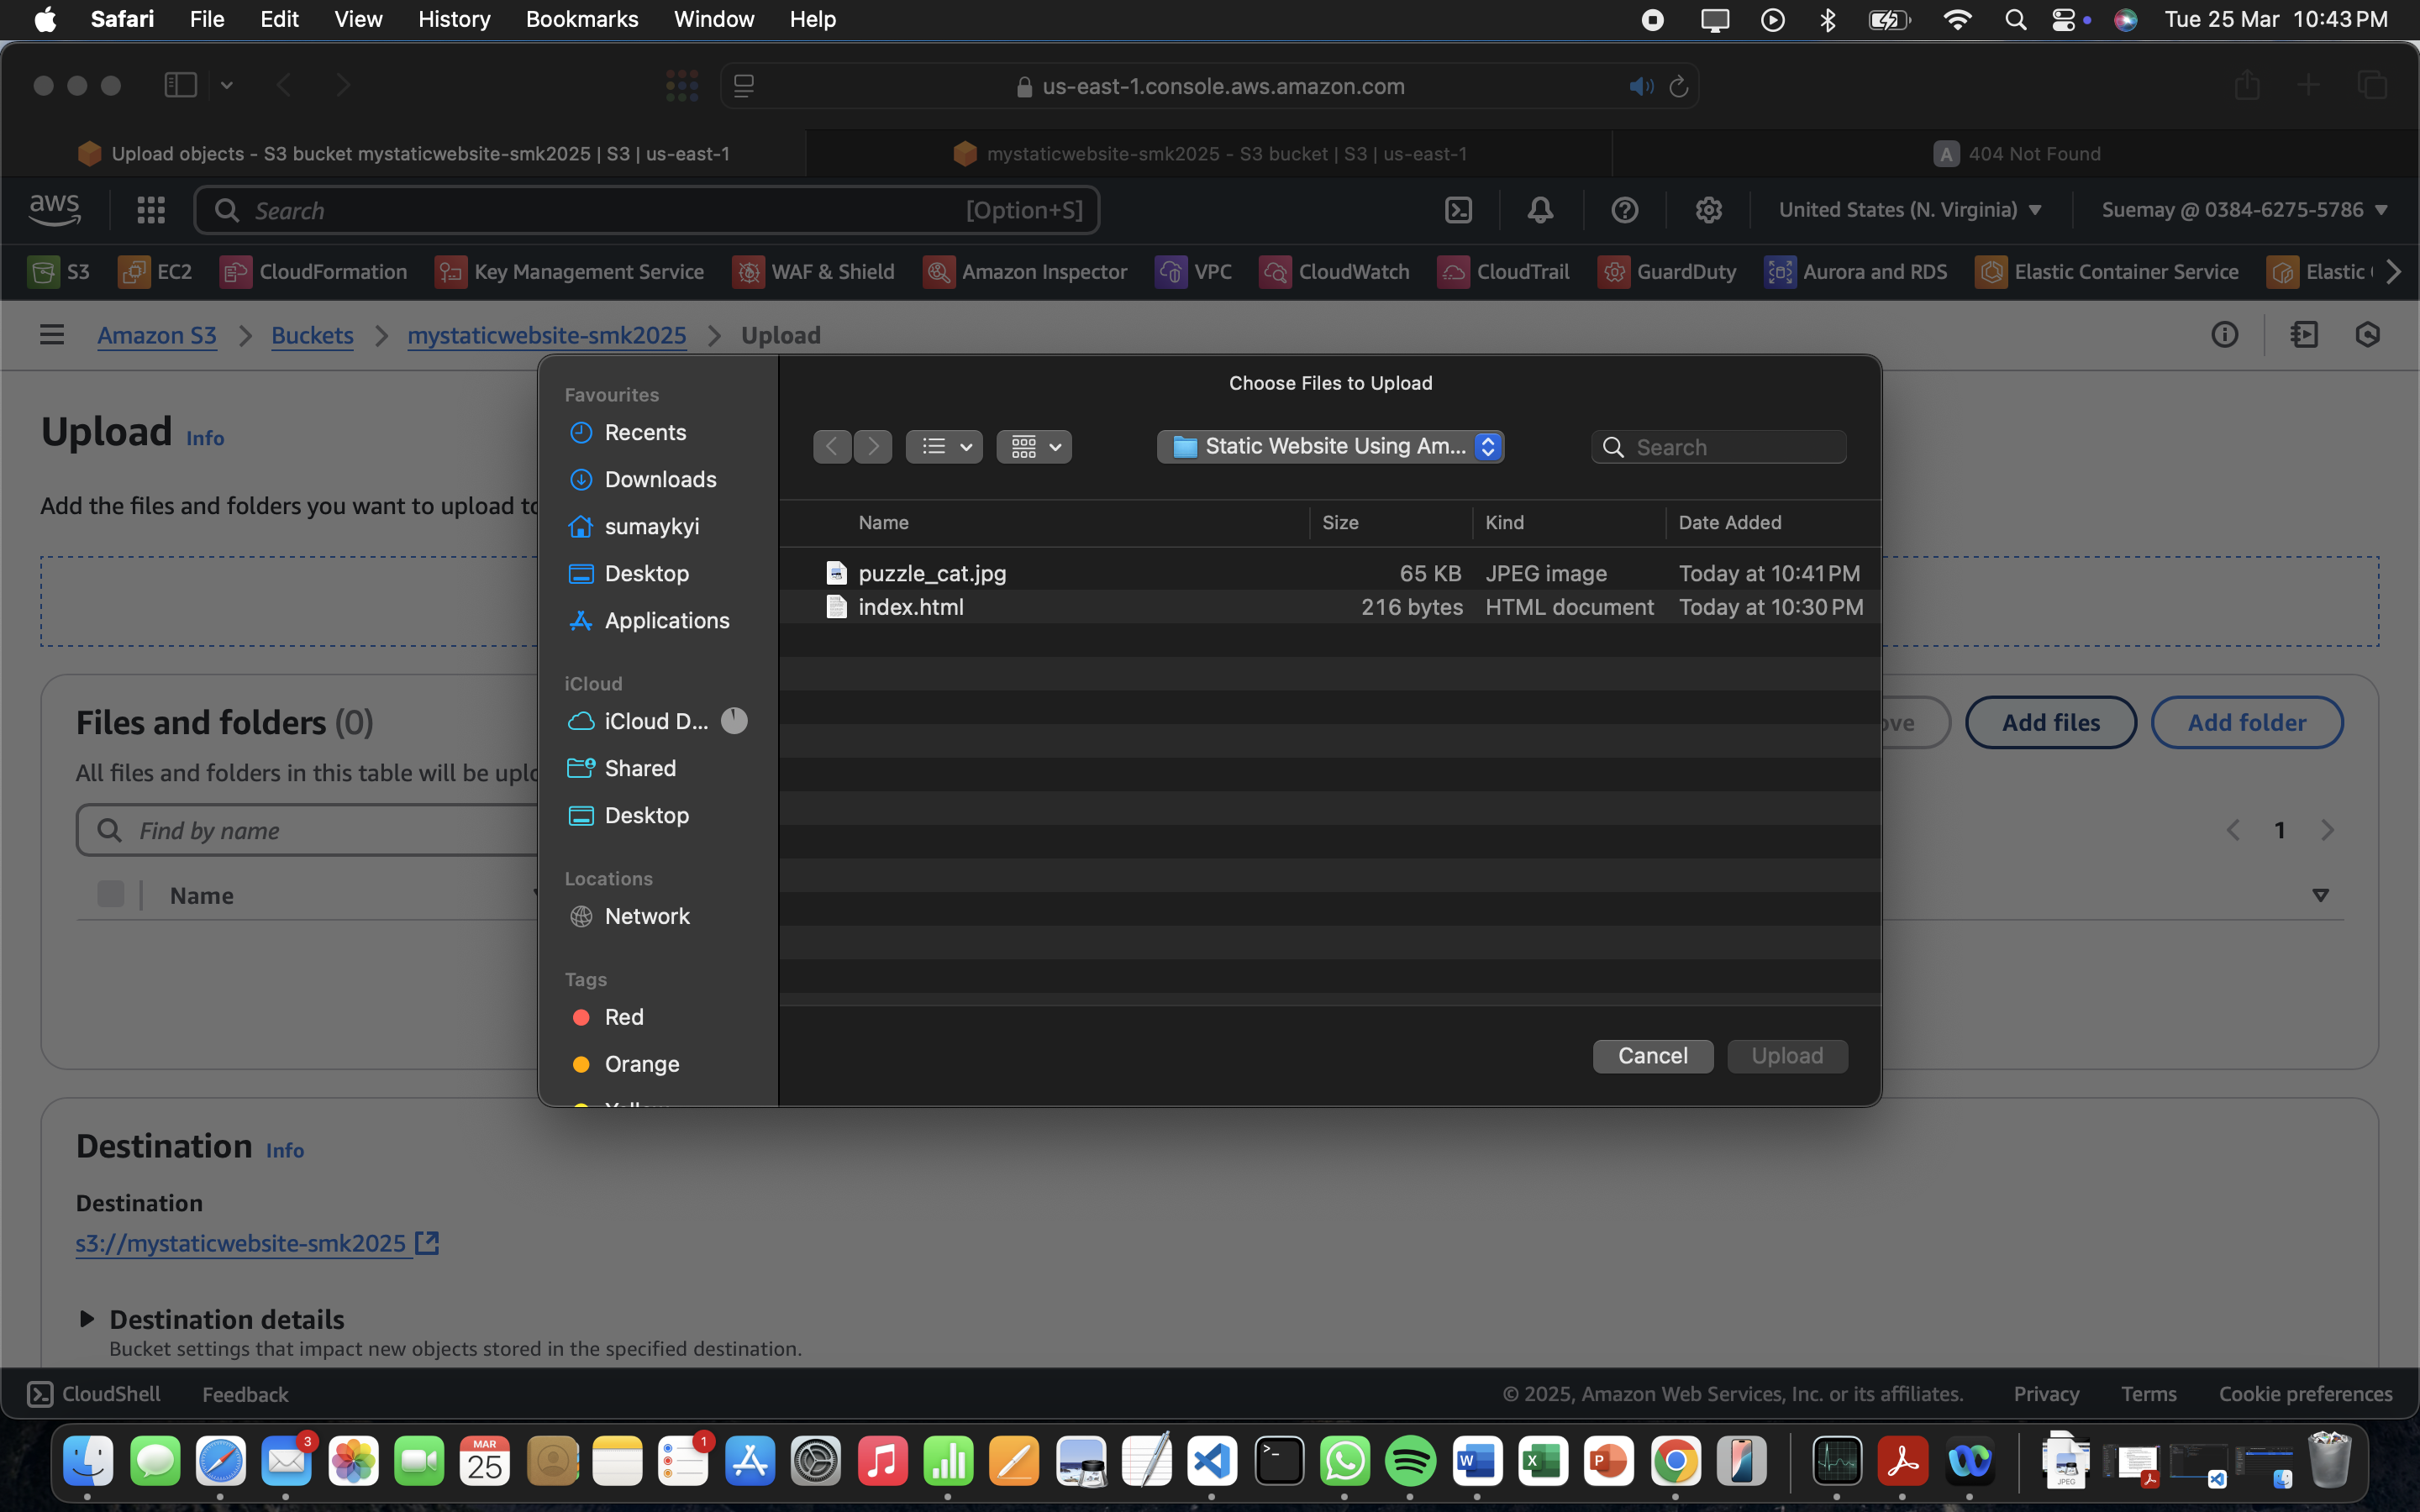 Safari File Edit View History Bookmarks Window Help Tue 25 Mar 10:43 PM
us-east-1.console.aws.amazon.com
Upload objects - S3 bucket mystaticwebsite-smk2025 | S3 | us-east-1
mystaticwebsite-smk2025 - S3 bucket | S3 | us-east-1
A 404 Not Found
aws Search [Option+S] United States (N. Virginia) Suemay @ 0384-6275-5786
S3 EC2 CloudFormation Key Management Service WAF & Shield Amazon Inspector VPC CloudWatch CloudTrail GuardDuty Aurora and RDS Elastic Container Service Elastic
Amazon S3 Buckets mystaticwebsite-smk2025 Upload
Upload Info
Add the files and folders you want to upload
Files and folders (0)
Add files Add folder
All files and folders in this table will be
Find by name
1
Name
Destination Info
Destination
s3://mystaticwebsite-smk2025
Destination details
Bucket settings that impact new objects stored in the specified destination.
Choose Files to Upload
Favourites
Recents
Downloads
sumaykyi
Desktop
Applications
iCloud
iCloud D...
Shared
Desktop
Locations
Network
Tags
Red
Orange
Static Website Using Am... Search
Name Size Kind Date Added
puzzle_cat.jpg 65 KB JPEG image Today at 10:41 PM
index.html 216 bytes HTML document Today at 10:30 PM
Cancel Upload
CloudShell Feedback © 2025, Amazon Web Services, Inc. or its affiliates. Privacy Terms Cookie preferences
3
MAR
25
1
W
X
P
JPEG